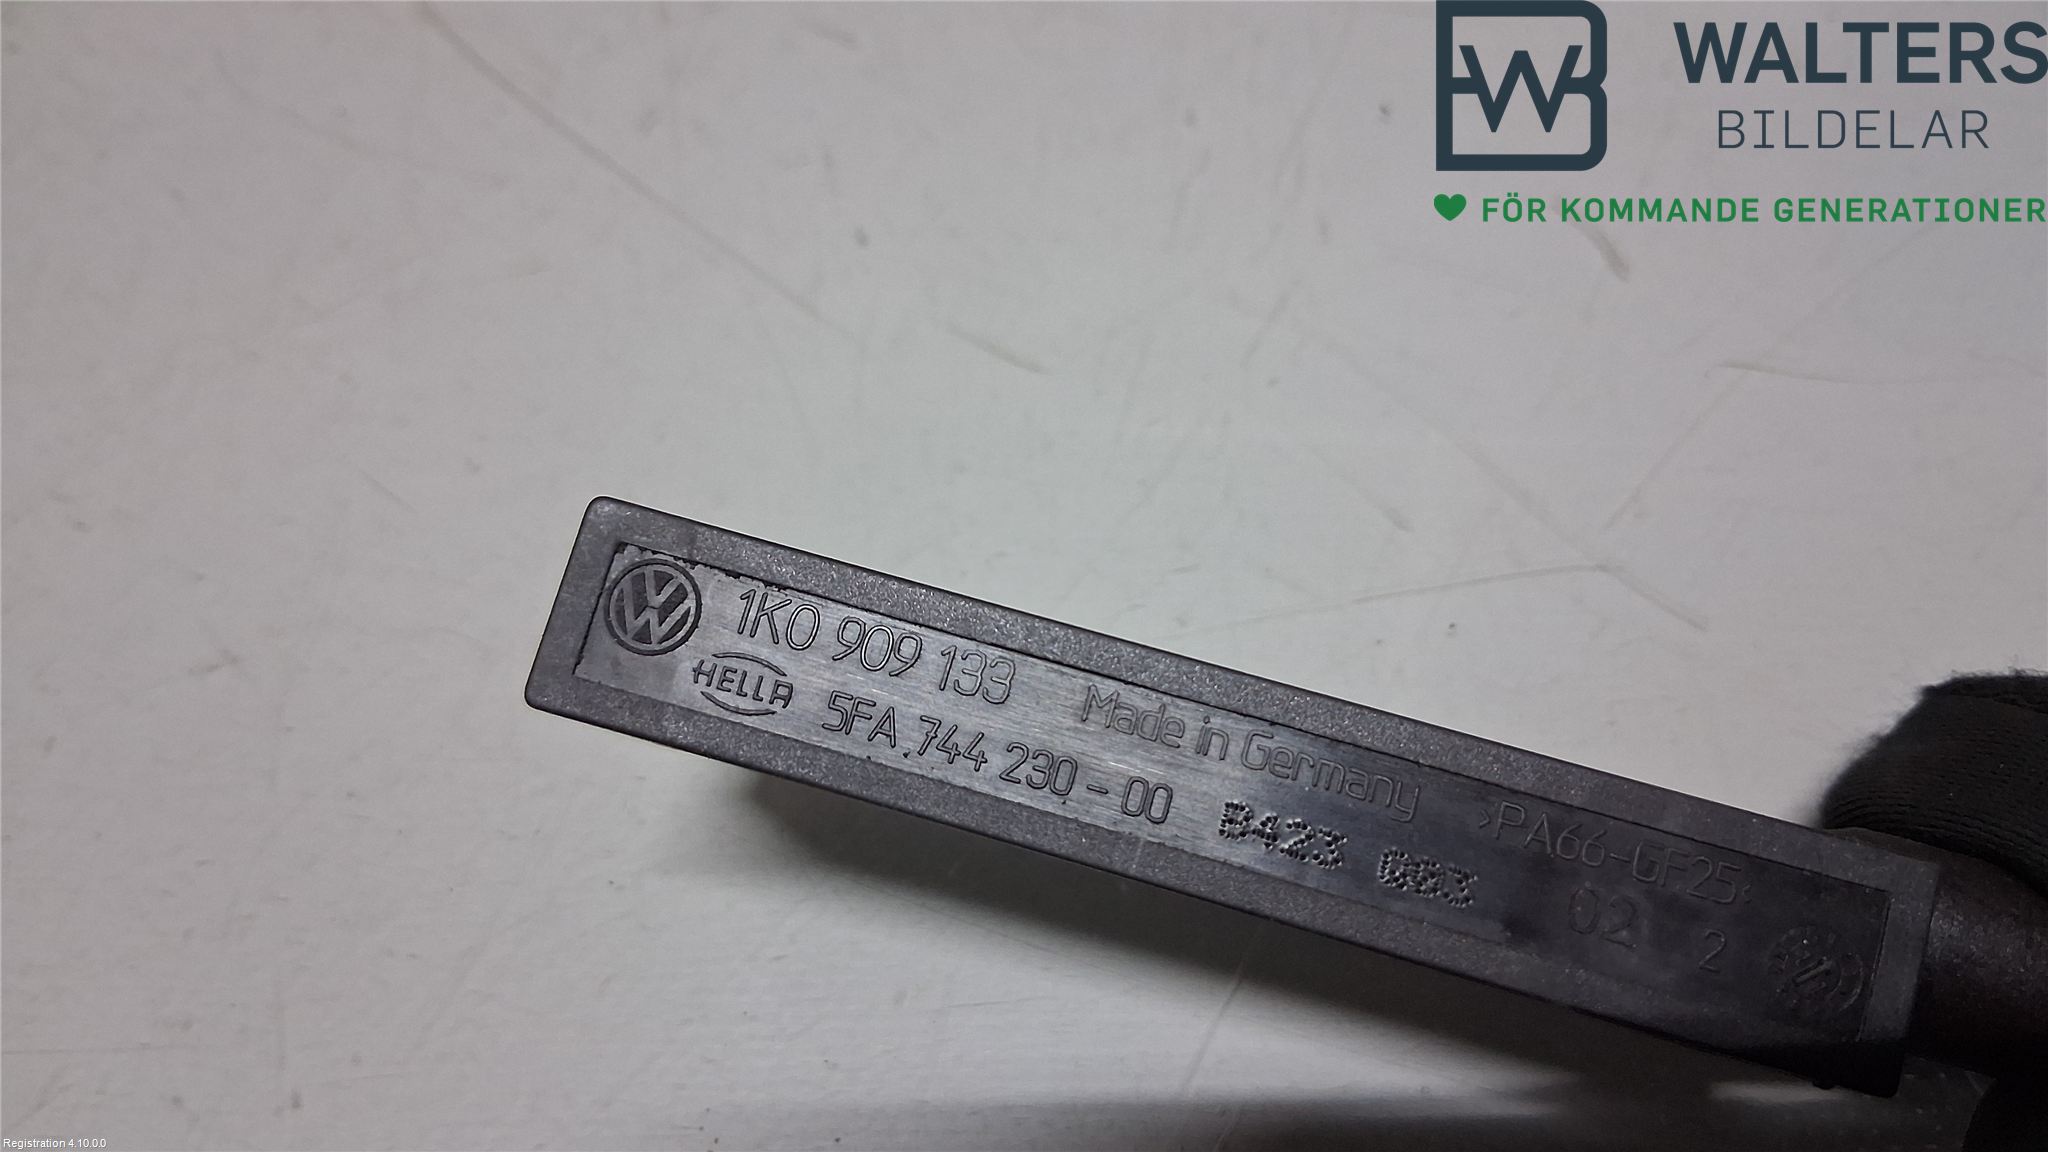 WALTERS
BILDELAR
FÖR KOMMANDE GENERATIONER
1K0 909 133 Made in Germany >PA66-GF25<
HELLA 5FA 744 230-00 B423 003 02 2
Registration 4.10.0.0